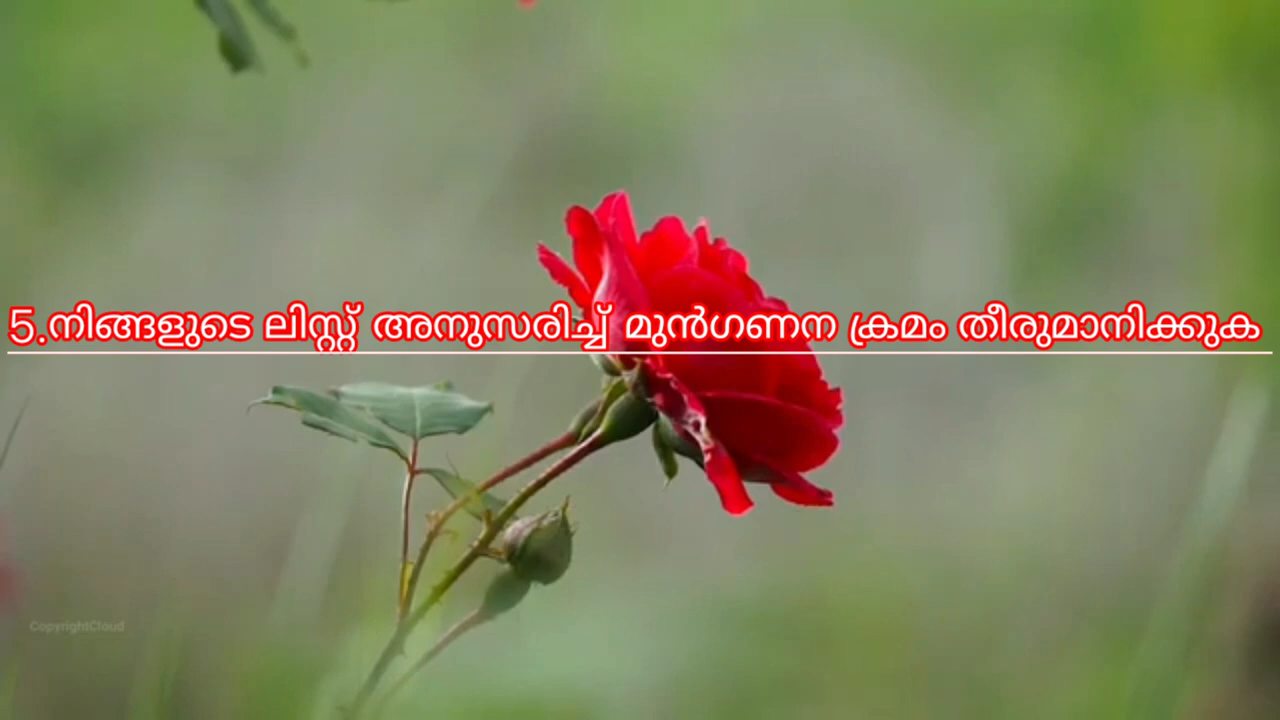 5.നിങ്ങളുടെ ലിസ്റ്റ് അനുസരിച്ച് മുൻഗണന ക്രമം തീരുമാനിക്കുക
CopyrightCloud